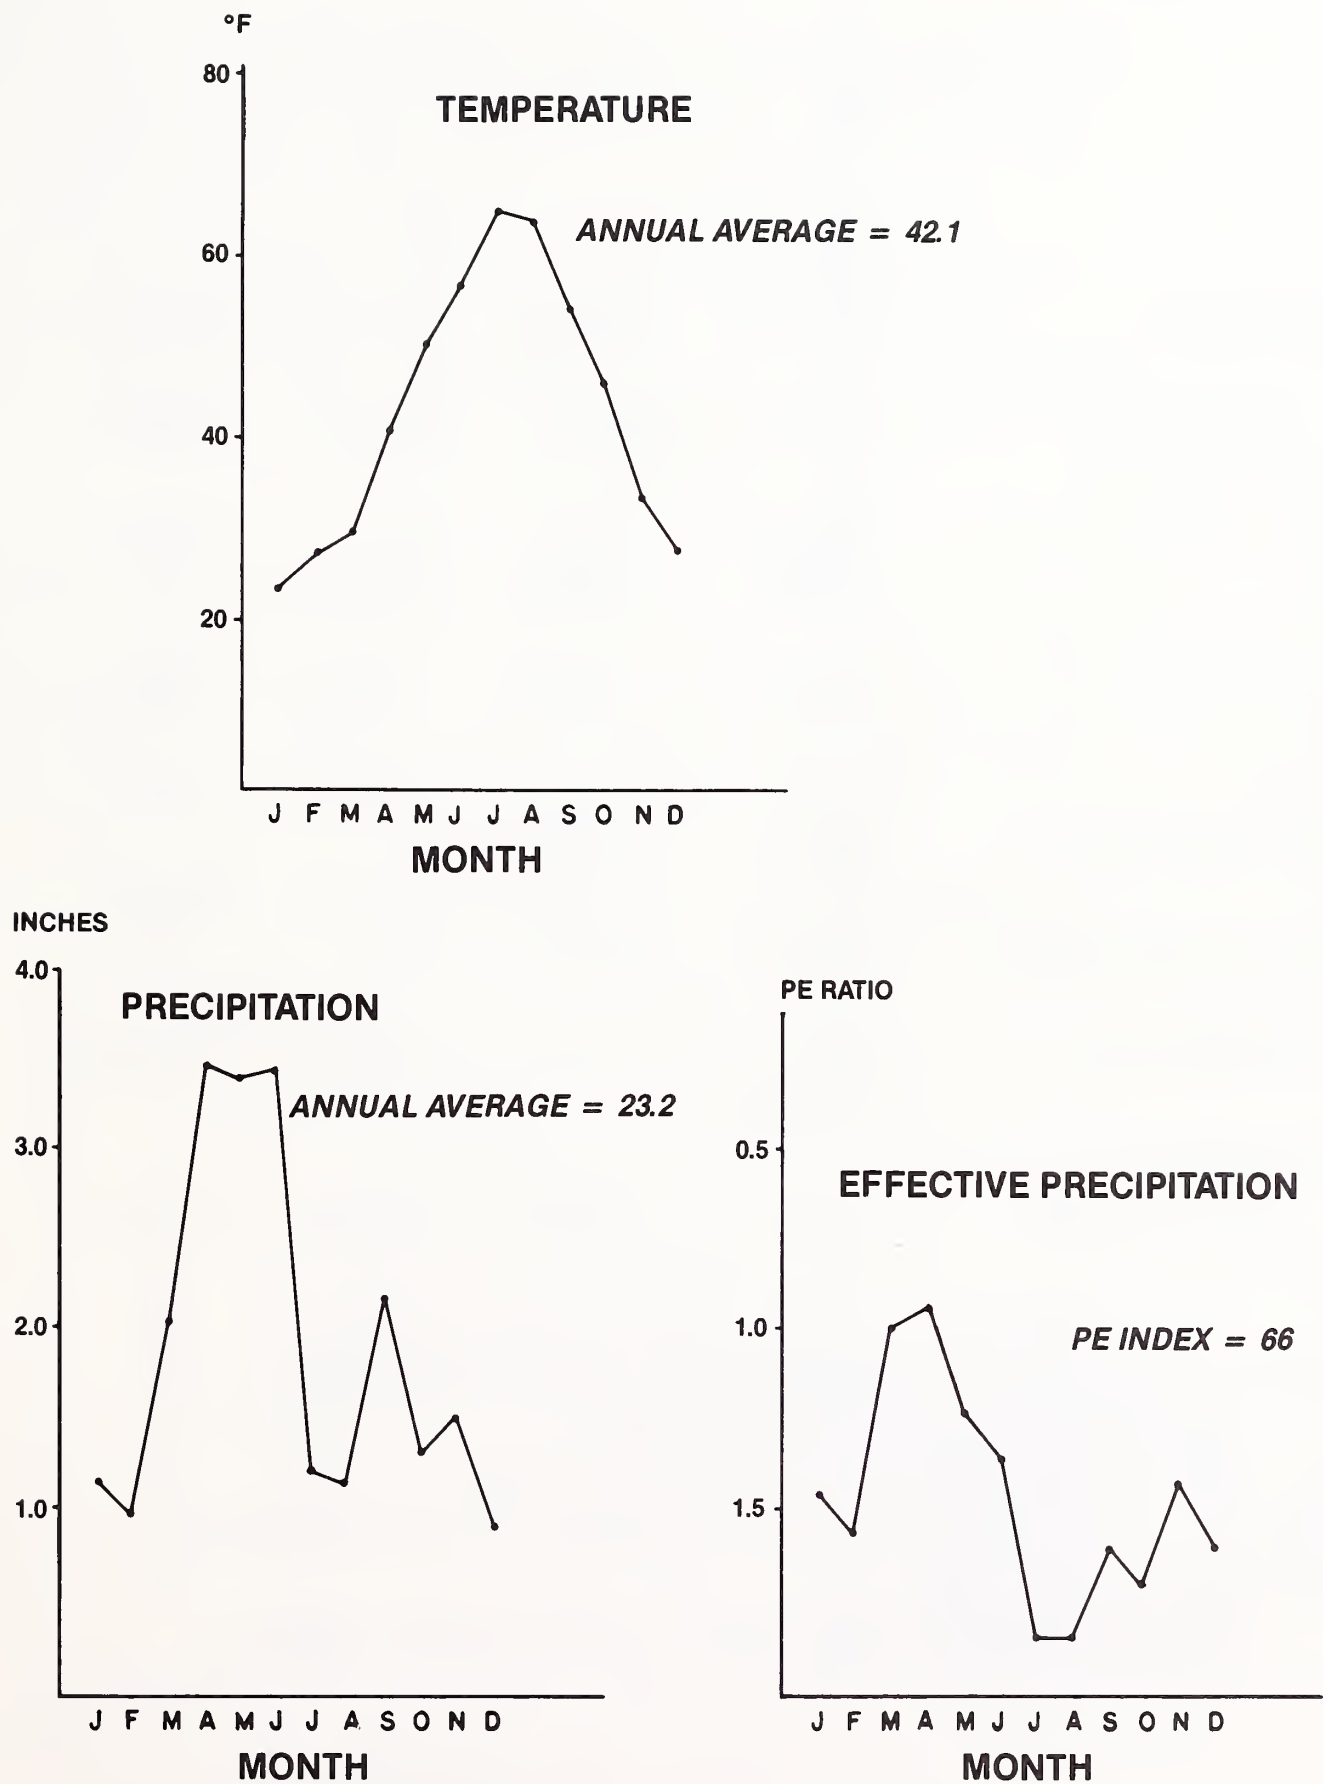 °F
80
TEMPERATURE
ANNUAL AVERAGE = 42.1
60
40
20
J F M A M J J A S O N D
MONTH
INCHES
4.0
PRECIPITATION
ANNUAL AVERAGE = 23.2
3.0
2.0
1.0
J F M A M J J A S O N D
MONTH
PE RATIO
0.5
EFFECTIVE PRECIPITATION
1.0
PE INDEX = 66
1.5
J F M A M J J A S O N D
MONTH